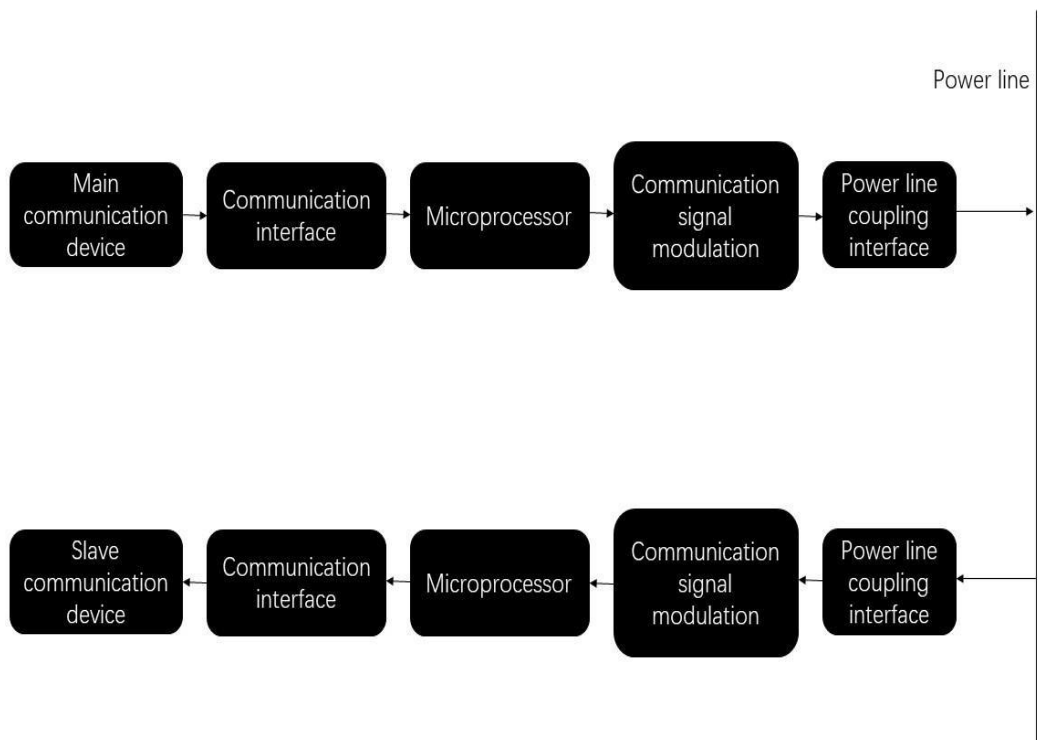 Power line
Main
communication
device
Communication
interface
Microprocessor
Communication
signal
modulation
Power line
coupling
interface
Slave
communication
device
Communication
interface
Microprocessor
Communication
signal
modulation
Power line
coupling
interface